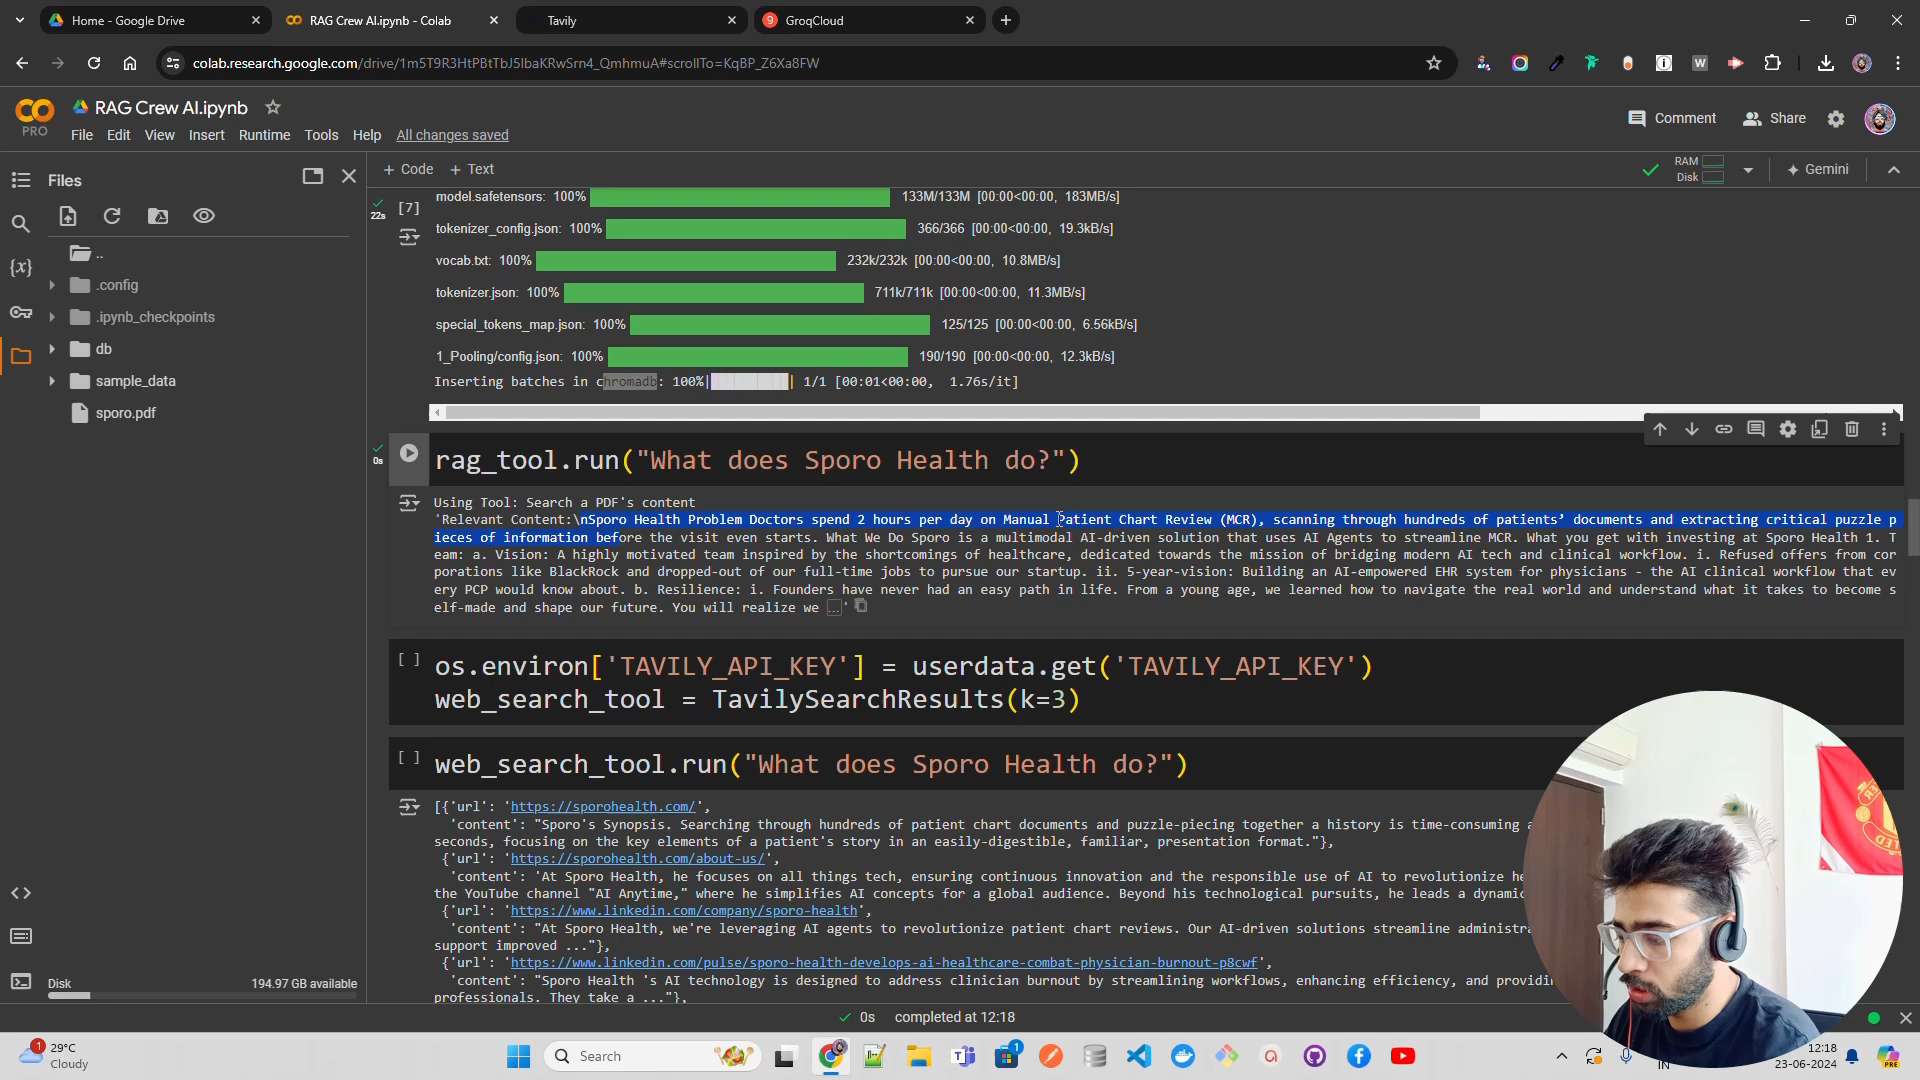 Home - Google Drive
RAG Crew AI.ipynb - Colab
Tavily
GroqCloud
colab.research.google.com/drive/1m5T9R3HtPBtTbJ5IbaKRwSrn4_QmhmuA#scrollTo=KqBP_Z6Xa8FW
RAG Crew AI.ipynb
PRO
File Edit View Insert Runtime Tools Help All changes saved
Comment
Share
Files
+ Code + Text
RAM
Disk
Gemini
..
.config
.ipynb_checkpoints
db
sample_data
sporo.pdf
22s
[7]
model.safetensors: 100% 133M/133M [00:00<00:00, 183MB/s]
tokenizer_config.json: 100% 366/366 [00:00<00:00, 19.3kB/s]
vocab.txt: 100% 232k/232k [00:00<00:00, 10.8MB/s]
tokenizer.json: 100% 711k/711k [00:00<00:00, 11.3MB/s]
special_tokens_map.json: 100% 125/125 [00:00<00:00, 6.56kB/s]
1_Pooling/config.json: 100% 190/190 [00:00<00:00, 12.3kB/s]
Inserting batches in chromadb: 100%| | 1/1 [00:01<00:00, 1.76s/it]
0s
rag_tool.run("What does Sporo Health do?")
Using Tool: Search a PDF's content
'Relevant Content:\nSporo Health Problem Doctors spend 2 hours per day on Manual Patient Chart Review (MCR), scanning through hundreds of patients’ documents and extracting critical puzzle p
ieces of information before the visit even starts. What We Do Sporo is a multimodal AI-driven solution that uses AI Agents to streamline MCR. What you get with investing at Sporo Health 1. T
eam: a. Vision: A highly motivated team inspired by the shortcomings of healthcare, dedicated towards the mission of bridging modern AI tech and clinical workflow. i. Refused offers from cor
porations like BlackRock and dropped-out of our full-time jobs to pursue our startup. ii. 5-year-vision: Building an AI-empowered EHR system for physicians - the AI clinical workflow that ev
ery PCP would know about. b. Resilience: i. Founders have never had an easy path in life. From a young age, we learned how to navigate the real world and understand what it takes to become s
elf-made and shape our future. You will realize we ...'
[ ]
os.environ['TAVILY_API_KEY'] = userdata.get('TAVILY_API_KEY')
web_search_tool = TavilySearchResults(k=3)
[ ]
web_search_tool.run("What does Sporo Health do?")
[{'url': 'https://sporohealth.com/',
'content': "Sporo's Synopsis. Searching through hundreds of patient chart documents and puzzle-piecing together a history is time-consuming
seconds, focusing on the key elements of a patient's story in an easily-digestible, familiar, presentation format."},
{'url': 'https://sporohealth.com/about-us/',
'content': 'At Sporo Health, he focuses on all things tech, ensuring continuous innovation and the responsible use of AI to revolutionize
the YouTube channel "AI Anytime," where he simplifies AI concepts for a global audience. Beyond his technological pursuits, he leads a dynamic
{'url': 'https://www.linkedin.com/company/sporo-health',
'content': "At Sporo Health, we're leveraging AI agents to revolutionize patient chart reviews. Our AI-driven solutions streamline
support improved ..."},
{'url': 'https://www.linkedin.com/pulse/sporo-health-develops-ai-healthcare-combat-physician-burnout-p8cwf',
'content': "Sporo Health 's AI technology is designed to address clinician burnout by streamlining workflows, enhancing efficiency, and
professionals. They take a ..."},
Disk
194.97 GB available
0s completed at 12:18
1
29°C
Cloudy
Search
1
IN
12:18
23-06-2024
PRE